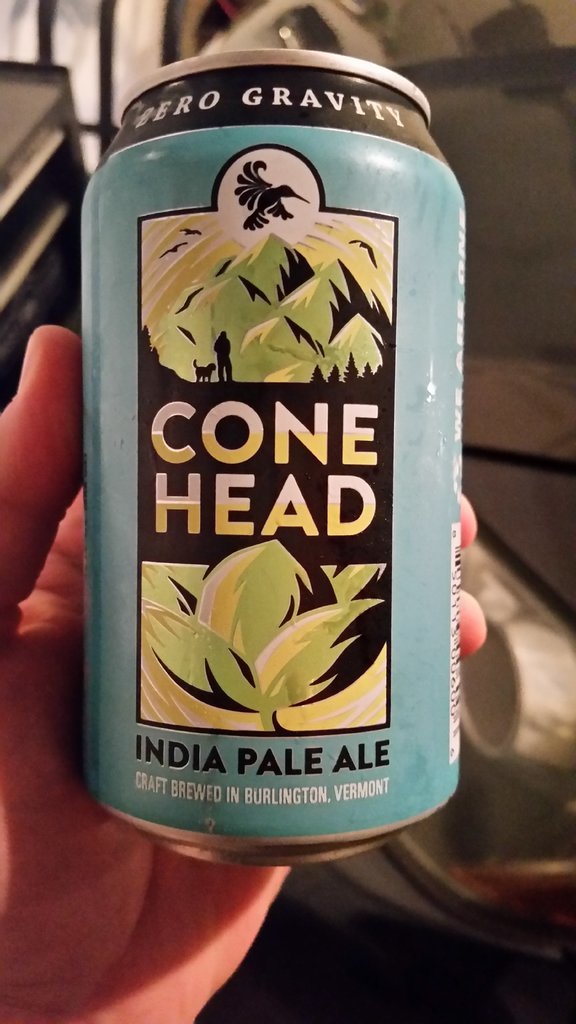 ZERO GRAVITY
CONE
HEAD
INDIA PALE ALE
CRAFT BREWED IN BURLINGTON, VERMONT